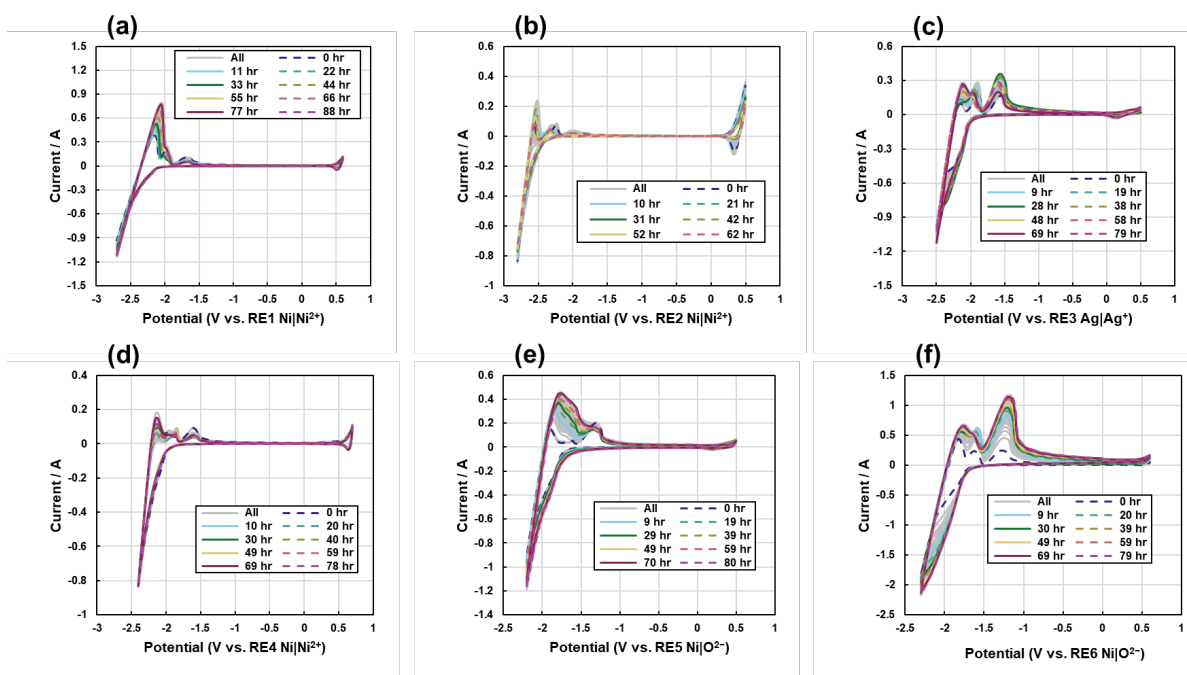 (a)
1.5
1.2
0.9
0.6
0.3
0
-0.3
-0.6
-0.9
-1.2
-1.5
Current / A
All 0 hr
11 hr 22 hr
33 hr 44 hr
55 hr 66 hr
77 hr 88 hr
-3 -2.5 -2 -1.5 -1 -0.5 0 0.5 1
Potential (V vs. RE1 Ni|Ni²⁺)
(b)
0.6
0.4
0.2
0
-0.2
-0.4
-0.6
-0.8
-1
Current / A
All 0 hr
10 hr 21 hr
31 hr 42 hr
52 hr 62 hr
-3 -2.5 -2 -1.5 -1 -0.5 0 0.5 1
Potential (V vs. RE2 Ni|Ni²⁺)
(c)
0.6
0.3
0
-0.3
-0.6
-0.9
-1.2
-1.5
Current / A
All 0 hr
9 hr 19 hr
28 hr 38 hr
48 hr 58 hr
69 hr 79 hr
-3 -2.5 -2 -1.5 -1 -0.5 0 0.5 1
Potential (V vs. RE3 Ag|Ag⁺)
(d)
0.4
0.2
0
-0.2
-0.4
-0.6
-0.8
-1
Current / A
All 0 hr
10 hr 20 hr
30 hr 40 hr
49 hr 59 hr
69 hr 78 hr
-3 -2.5 -2 -1.5 -1 -0.5 0 0.5 1
Potential (V vs. RE4 Ni|Ni²⁺)
(e)
0.6
0.4
0.2
0
-0.2
-0.4
-0.6
-0.8
-1
-1.2
-1.4
Current / A
All 0 hr
9 hr 19 hr
29 hr 39 hr
49 hr 59 hr
70 hr 80 hr
-2.5 -2 -1.5 -1 -0.5 0 0.5 1
Potential (V vs. RE5 Ni|O²⁻)
(f)
1.5
1
0.5
0
-0.5
-1
-1.5
-2
-2.5
Current / A
All 0 hr
9 hr 20 hr
30 hr 39 hr
49 hr 59 hr
69 hr 79 hr
-2.5 -2 -1.5 -1 -0.5 0 0.5 1
Potential (V vs. RE6 Ni|O²⁻)